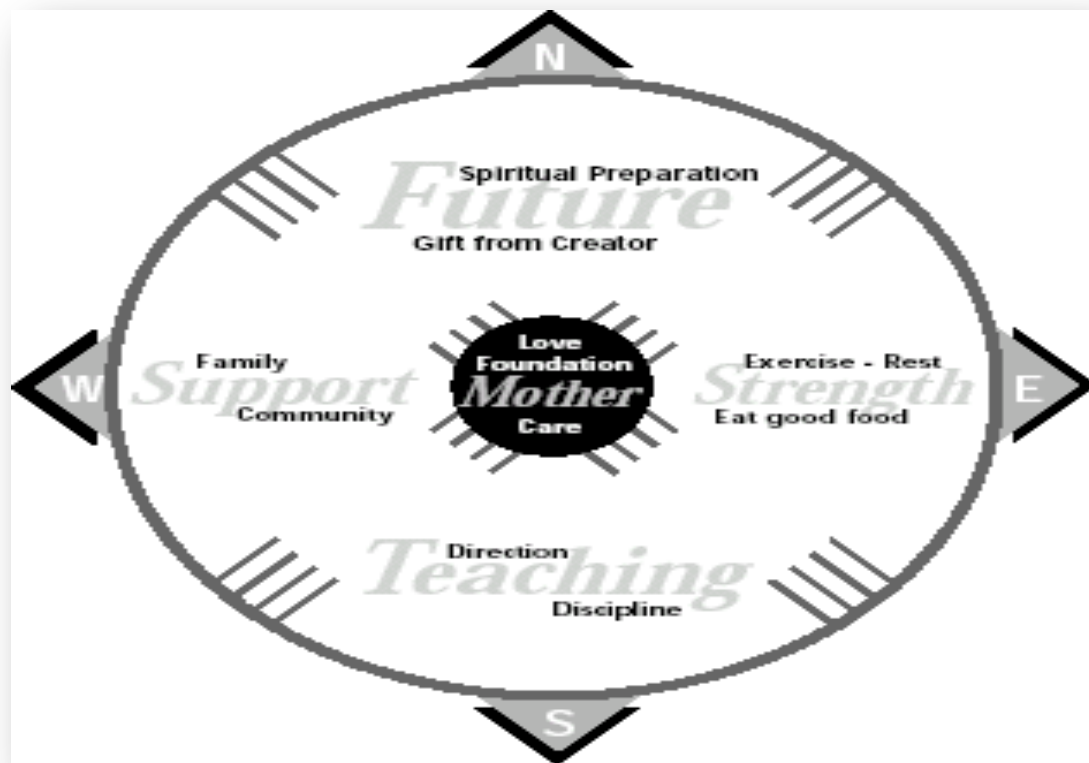 N
Spiritual Preparation
Future
Gift from Creator
Love
Foundation
Mother
Care
W
Family
Support
Community
Exercise - Rest
Strength
Eat good food
E
Direction
Teaching
Discipline
S